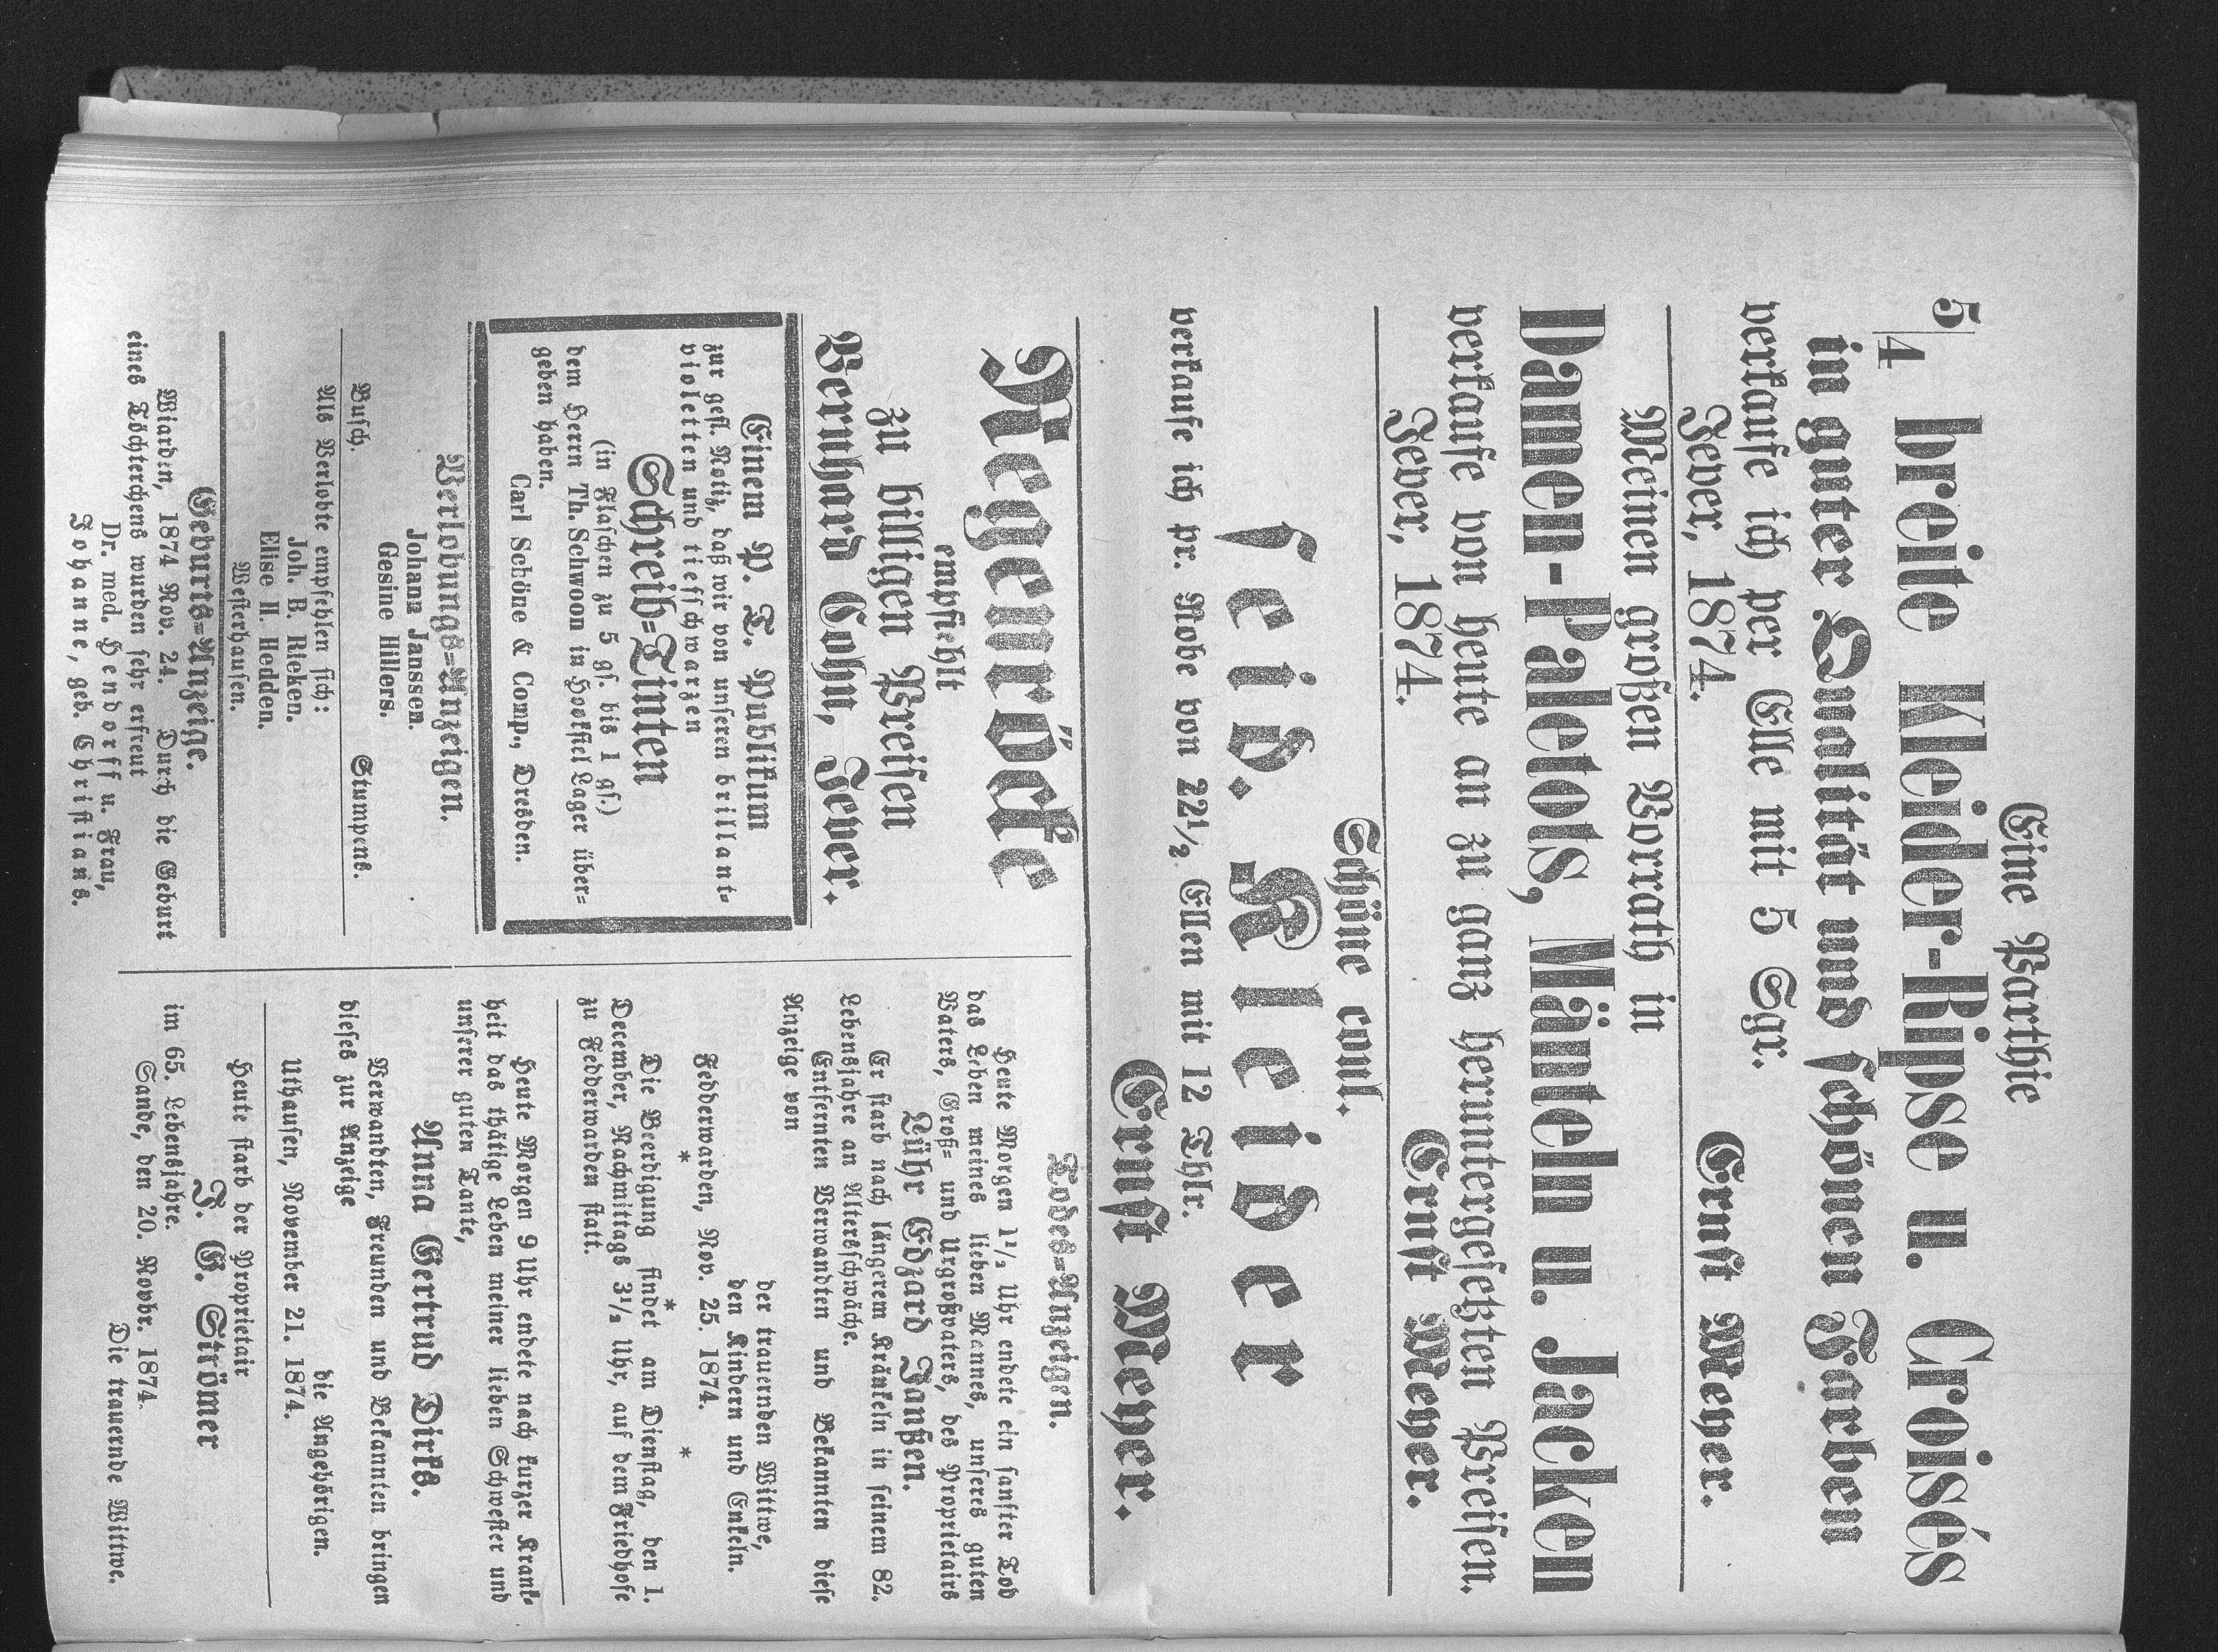 Eine Parthie
5/4 breite Kleider-Ripse u. Croisés
in guter Qualität und schönen Farben
verkaufe ich per Elle mit 5 Sgr.
Jever, 1874. Ernst Meyer.
Meinen großen Vorrath in
Damen-Paletots, Mänteln u. Jacken
verkaufe von heute an zu ganz heruntergesetzten Preisen.
Jever, 1874. Ernst Meyer.
Schöne coul.
seid. Kleider
verkaufe ich pr. Robe von 22½ Ellen mit 12 Thlr.
Ernst Meyer.
Regenröcke
empfiehlt
zu billigen Preisen
Bernhard Cohn, Jever.
Einem P. T. Publikum
zur gefl. Notiz, daß wir von unseren brillant-
violetten und tiefschwarzen
Schreib-Tinten
(in Flaschen zu 5 gs. bis 1 gs.)
dem Herrn Th. Schwoon in Hooksiel Lager über-
geben haben.
Carl Schöne & Comp., Dresden.
Verlobungs-Anzeigen.
Johann Janssen.
Gesine Hillers.
Busch. Stumpens.
Als Verlobte empfehlen sich:
Joh. B. Rieken.
Elise H. Hedden.
Westerhausen.
Geburts-Anzeige.
Wiarden, 1874 Nov. 24. Durch die Geburt
eines Töchterchens wurden sehr erfreut
Dr. med. Hendorff u. Frau,
Johanne, geb. Christians.
Todes-Anzeigen.
Heute Morgen 1½ Uhr endete ein sanfter Tod
das Leben meines lieben Mannes, unseres guten
Vaters, Groß- und Urgroßvaters, des Proprietairs
Lühr Edzard Janßen.
Er starb nach längerem Kränkeln in seinem 82.
Lebensjahre an Altersschwäche.
Entfernten Verwandten und Bekannten diese
Anzeige von
der trauernden Wittwe,
den Kindern und Enkeln.
Fedderwarden, Nov. 25. 1874.
* * *
Die Beerdigung findet am Dienstag, den 1.
December, Nachmittags 3½ Uhr, auf dem Friedhofe
zu Fedderwarden statt.
Heute Morgen 9 Uhr endete nach kurzer Krank-
heit das thätige Leben meiner lieben Schwester und
unserer guten Tante,
Anna Gertrud Dirks.
Verwandten, Freunden und Bekannten bringen
dieses zur Anzeige
die Angehörigen.
Uthausen, November 21. 1874.
Heute starb der Proprietair
J. G. Strömer
im 65. Lebensjahre.
Sande, den 20. Novbr. 1874.
Die trauernde Wittwe.